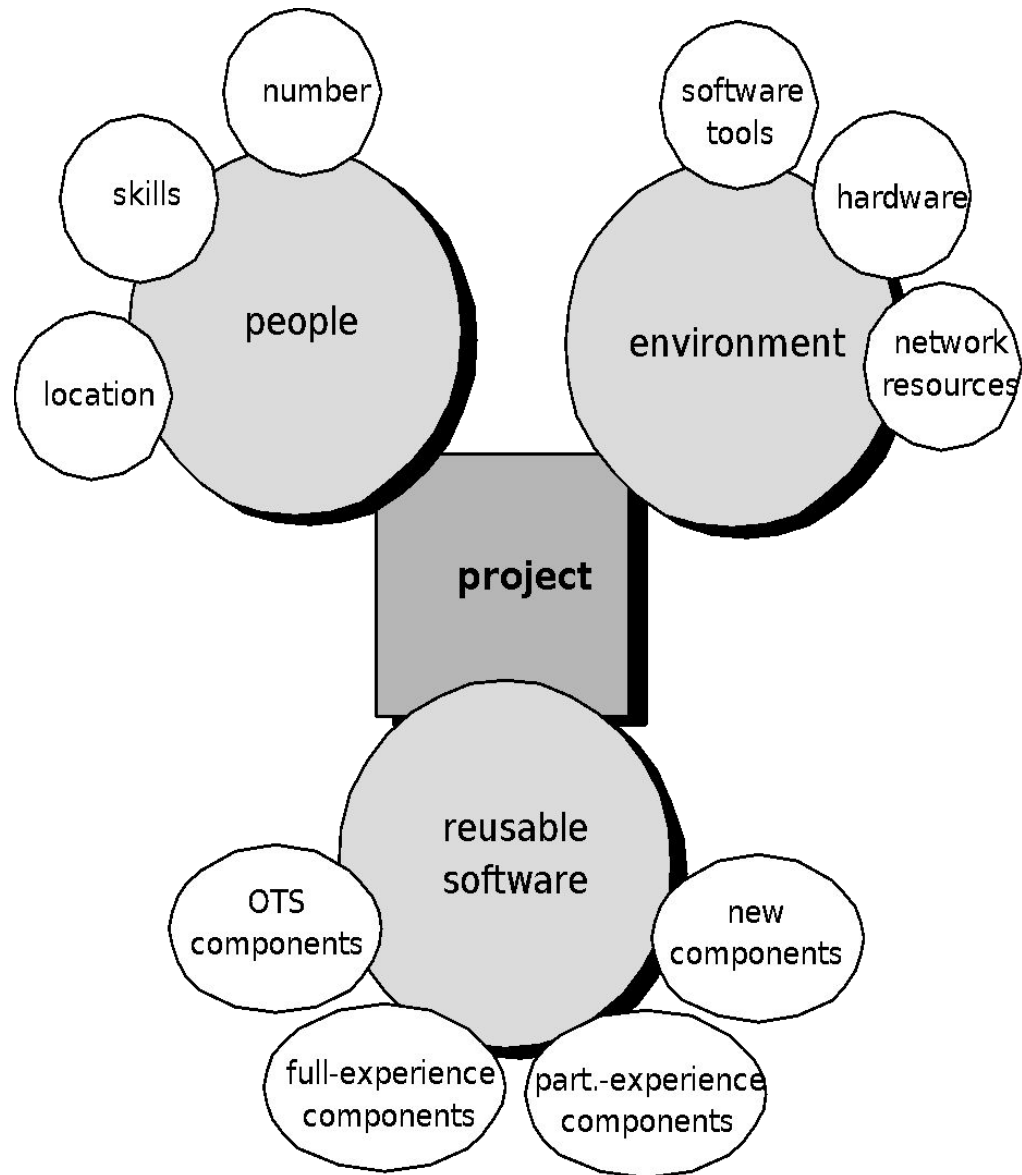 number
skills
location
people
software
tools
hardware
network
resources
environment
project
reusable
software
OTS
components
full-experience
components
part.-experience
components
new
components